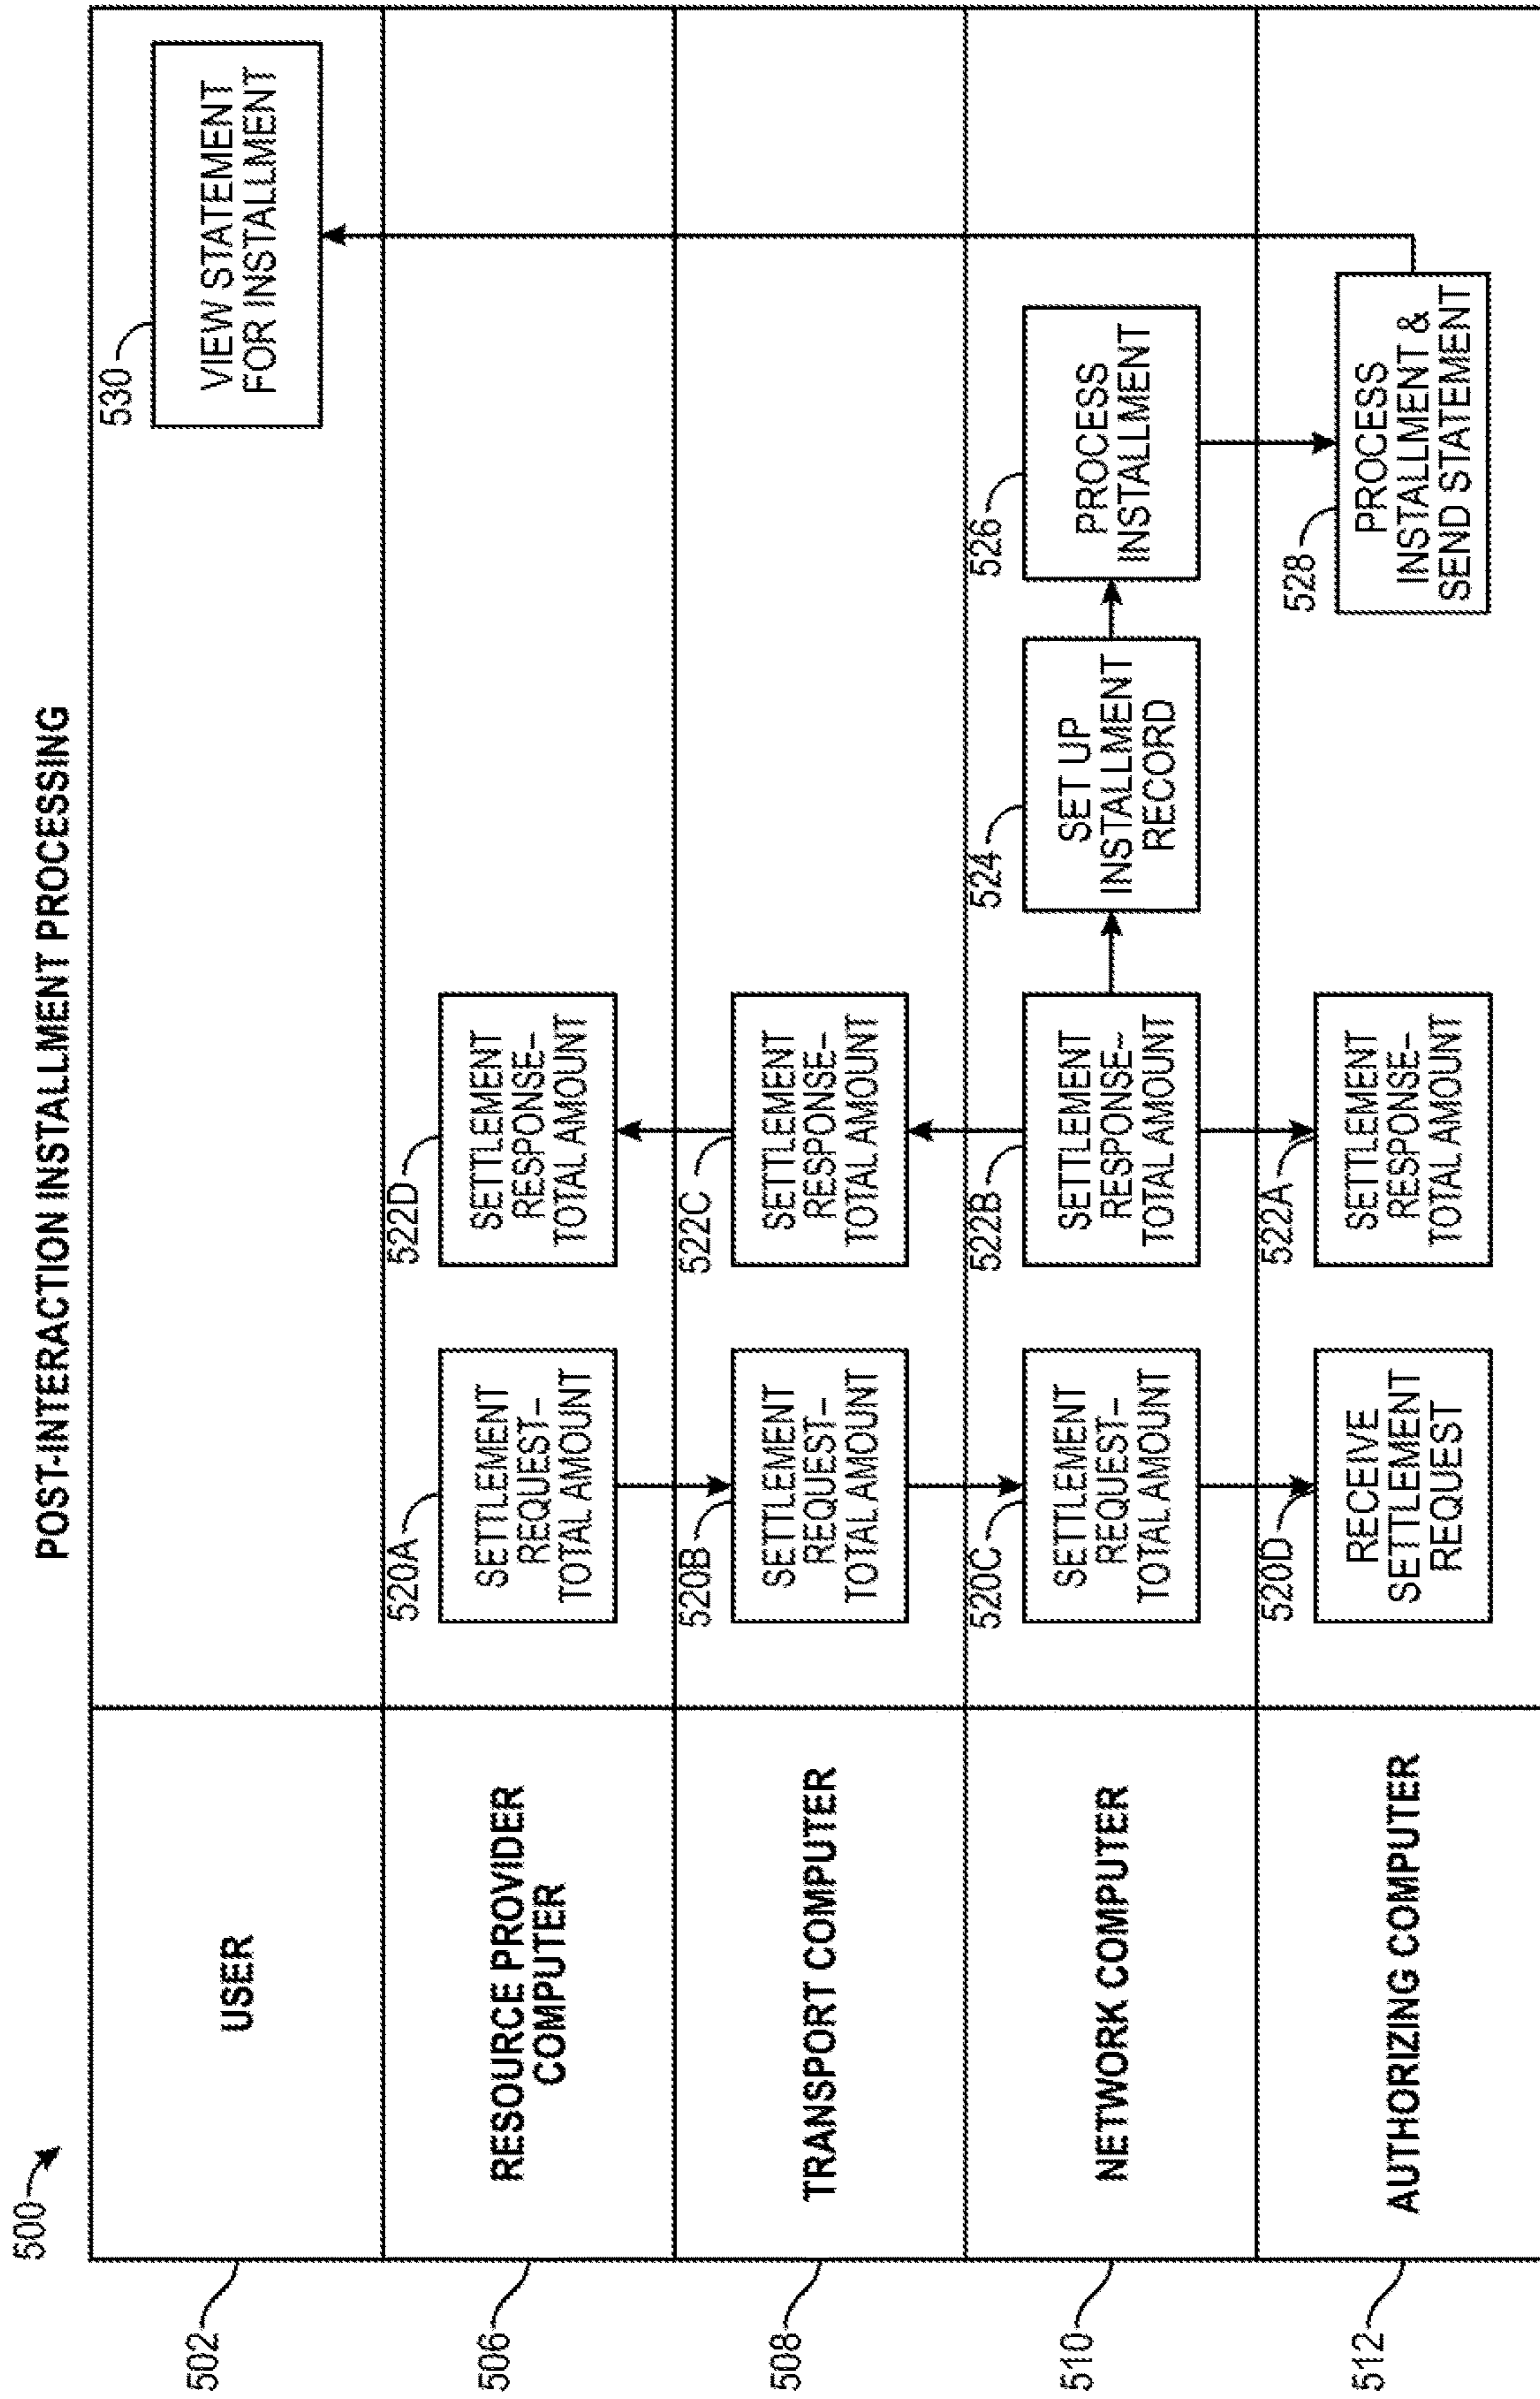 POST-INTERACTION INSTALLMENT PROCESSING
500
502
USER
530
VIEW STATEMENT
FOR INSTALLMENT
506
RESOURCE PROVIDER
COMPUTER
520A
SETTLEMENT
REQUEST–
TOTAL AMOUNT
522D
SETTLEMENT
RESPONSE–
TOTAL AMOUNT
508
TRANSPORT COMPUTER
520B
SETTLEMENT
REQUEST–
TOTAL AMOUNT
522C
SETTLEMENT
RESPONSE–
TOTAL AMOUNT
510
NETWORK COMPUTER
520C
SETTLEMENT
REQUEST–
TOTAL AMOUNT
522B
SETTLEMENT
RESPONSE~
TOTAL AMOUNT
524
SET UP
INSTALLMENT
RECORD
526
PROCESS
INSTALLMENT
512
AUTHORIZING COMPUTER
520D
RECEIVE
SETTLEMENT
REQUEST
522A
SETTLEMENT
RESPONSE–
TOTAL AMOUNT
528
PROCESS
INSTALLMENT &
SEND STATEMENT